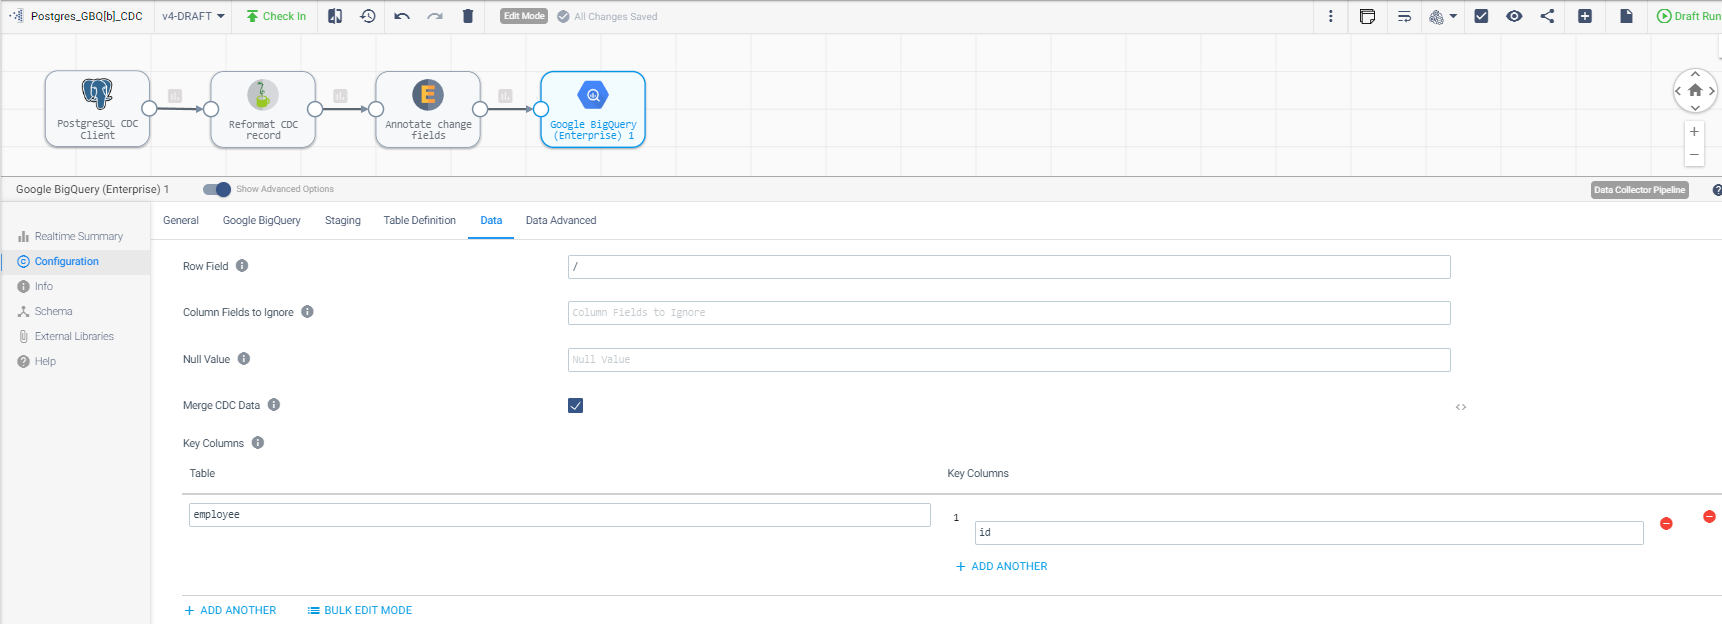 Postgres_GBQ[b]_CDC v4-DRAFT Check In Edit Mode All Changes Saved Draft Run
PostgreSQL CDC
Client
Reformat CDC
record
Annotate change
fields
Google BigQuery
(Enterprise) 1
Google BigQuery (Enterprise) 1 Show Advanced Options Data Collector Pipeline
Realtime Summary
Configuration
Info
Schema
External Libraries
Help
General Google BigQuery Staging Table Definition Data Data Advanced
Row Field /
Column Fields to Ignore Column Fields to Ignore
Null Value Null Value
Merge CDC Data
Key Columns
Table Key Columns
employee 1 id
+ ADD ANOTHER
+ ADD ANOTHER BULK EDIT MODE